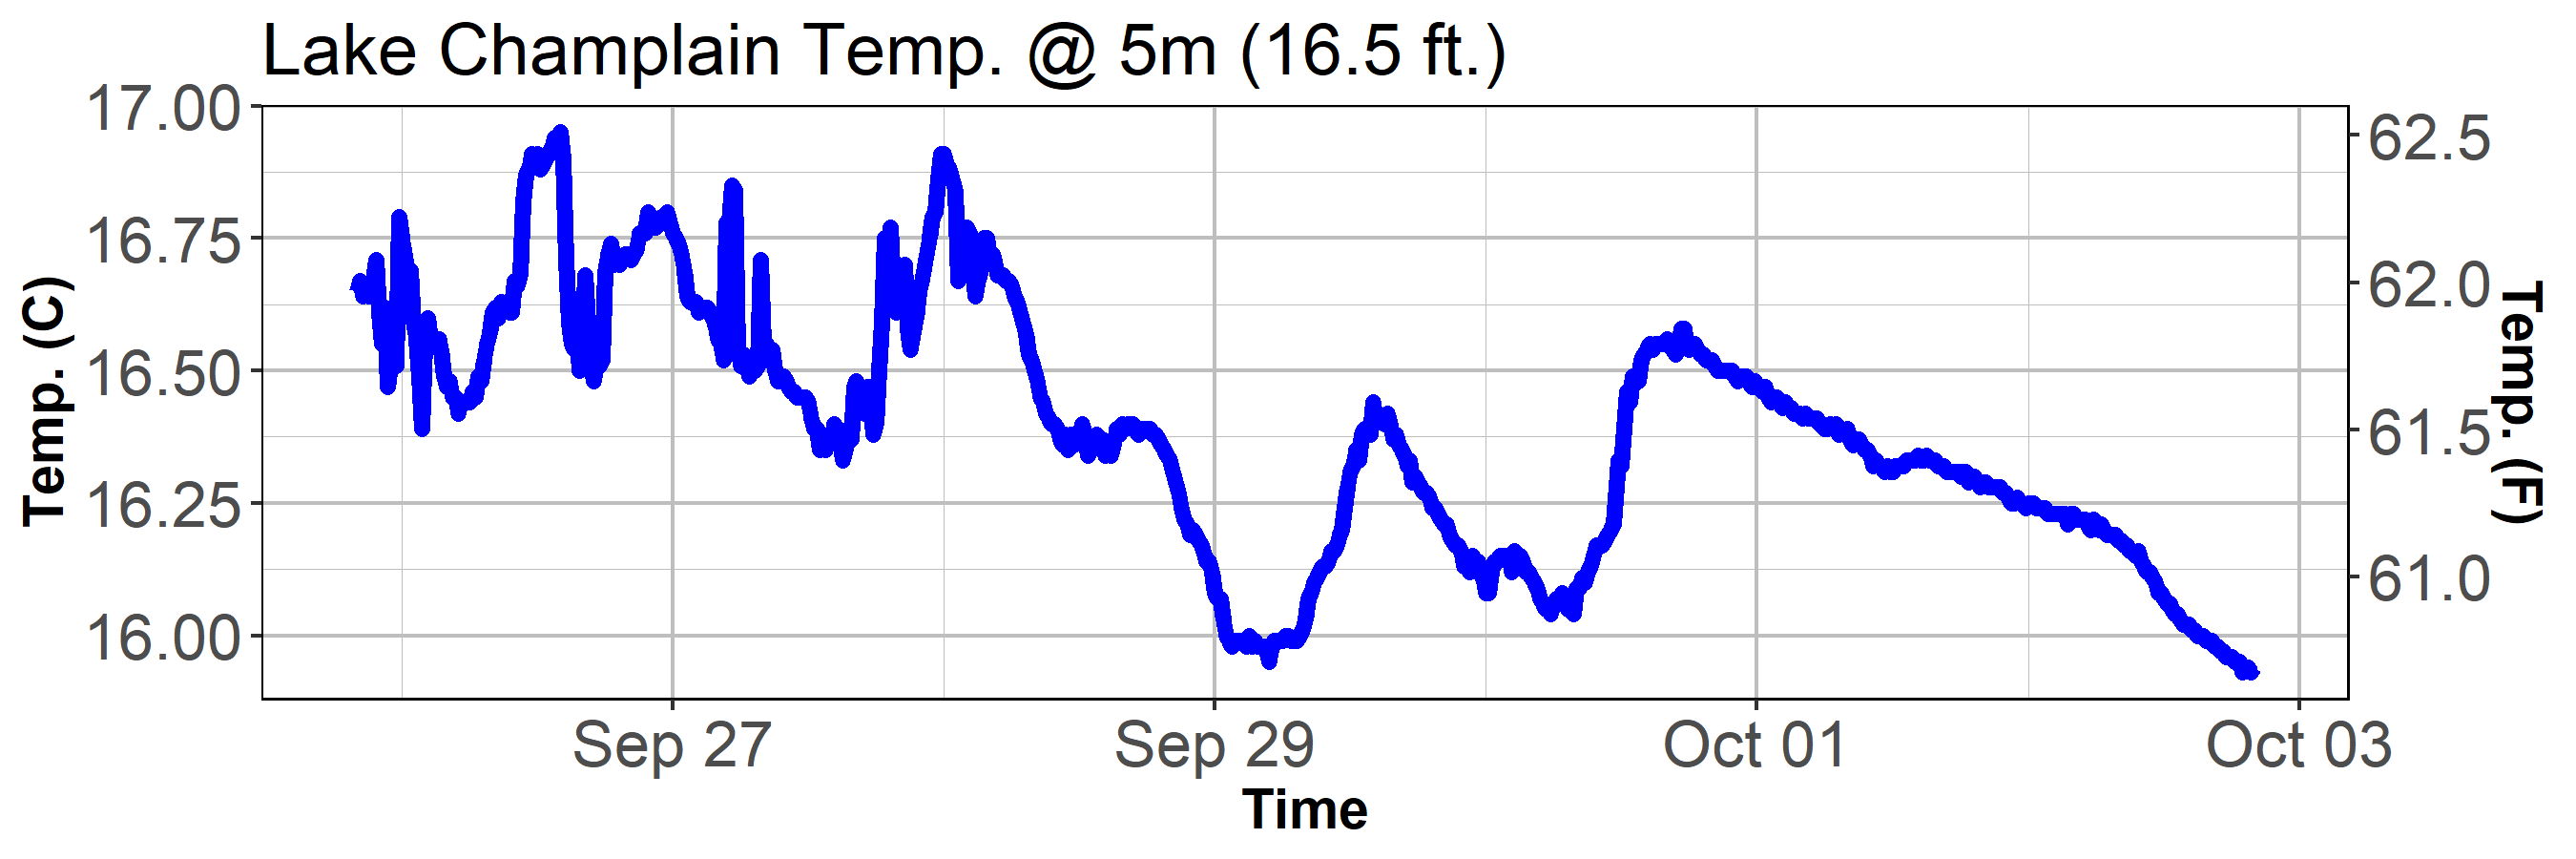 Lake Champlain Temp. @ 5m (16.5 ft.)
17.00
16.75
16.50
16.25
16.00
Temp. (C)
62.5
62.0
61.5
61.0
Temp. (F)
Sep 27
Sep 29
Oct 01
Oct 03
Time